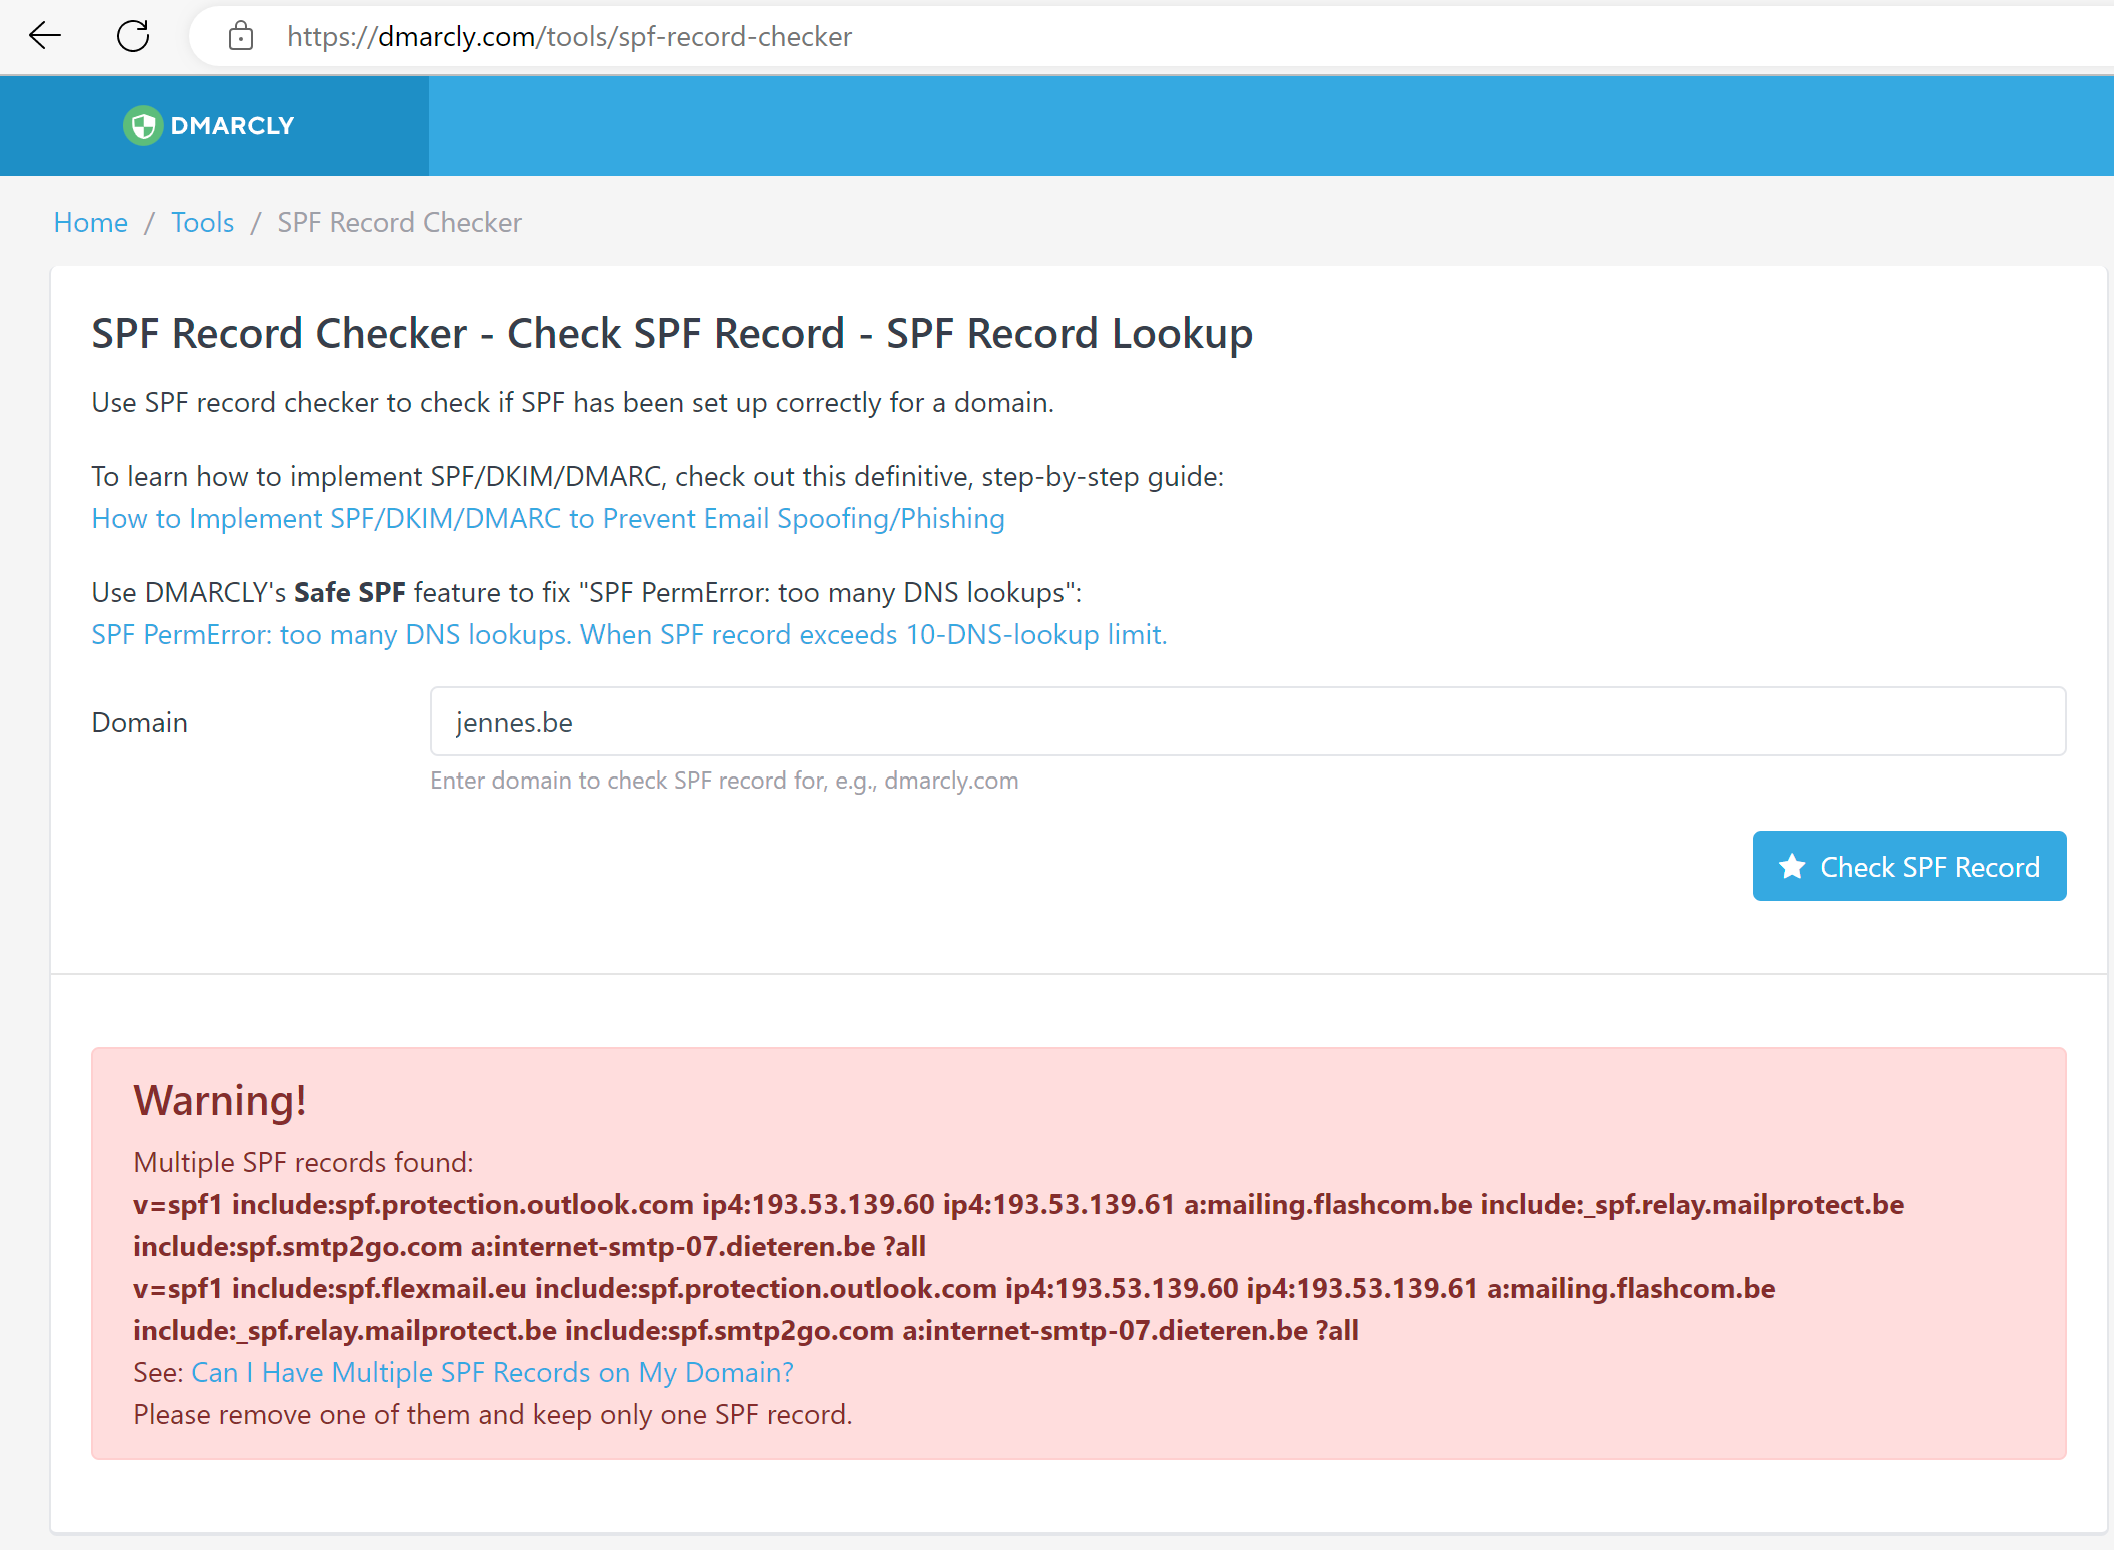 https://dmarcly.com/tools/spf-record-checker
DMARCLY
Home / Tools / SPF Record Checker
SPF Record Checker - Check SPF Record - SPF Record Lookup
Use SPF record checker to check if SPF has been set up correctly for a domain.
To learn how to implement SPF/DKIM/DMARC, check out this definitive, step-by-step guide:
How to Implement SPF/DKIM/DMARC to Prevent Email Spoofing/Phishing
Use DMARCLY's Safe SPF feature to fix "SPF PermError: too many DNS lookups":
SPF PermError: too many DNS lookups. When SPF record exceeds 10-DNS-lookup limit.
Domain
jennes.be
Enter domain to check SPF record for, e.g., dmarcly.com
Check SPF Record
Warning!
Multiple SPF records found:
v=spf1 include:spf.protection.outlook.com ip4:193.53.139.60 ip4:193.53.139.61 a:mailing.flashcom.be include:_spf.relay.mailprotect.be
include:spf.smtp2go.com a:internet-smtp-07.dieteren.be ?all
v=spf1 include:spf.flexmail.eu include:spf.protection.outlook.com ip4:193.53.139.60 ip4:193.53.139.61 a:mailing.flashcom.be
include:_spf.relay.mailprotect.be include:spf.smtp2go.com a:internet-smtp-07.dieteren.be ?all
See: Can I Have Multiple SPF Records on My Domain?
Please remove one of them and keep only one SPF record.